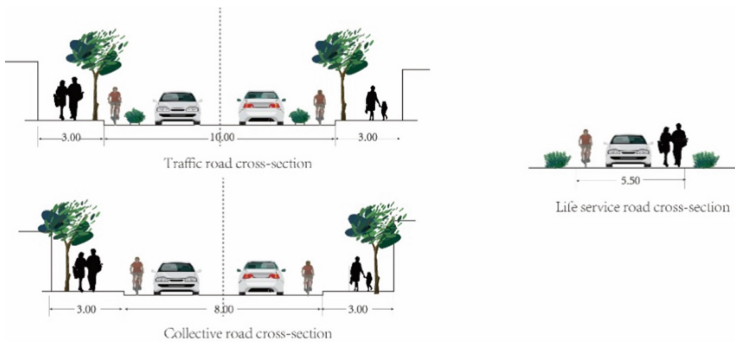 3.00 10.00 3.00
Traffic road cross-section
5.50
Life service road cross-section
3.00 8.00 3.00
Collective road cross-section